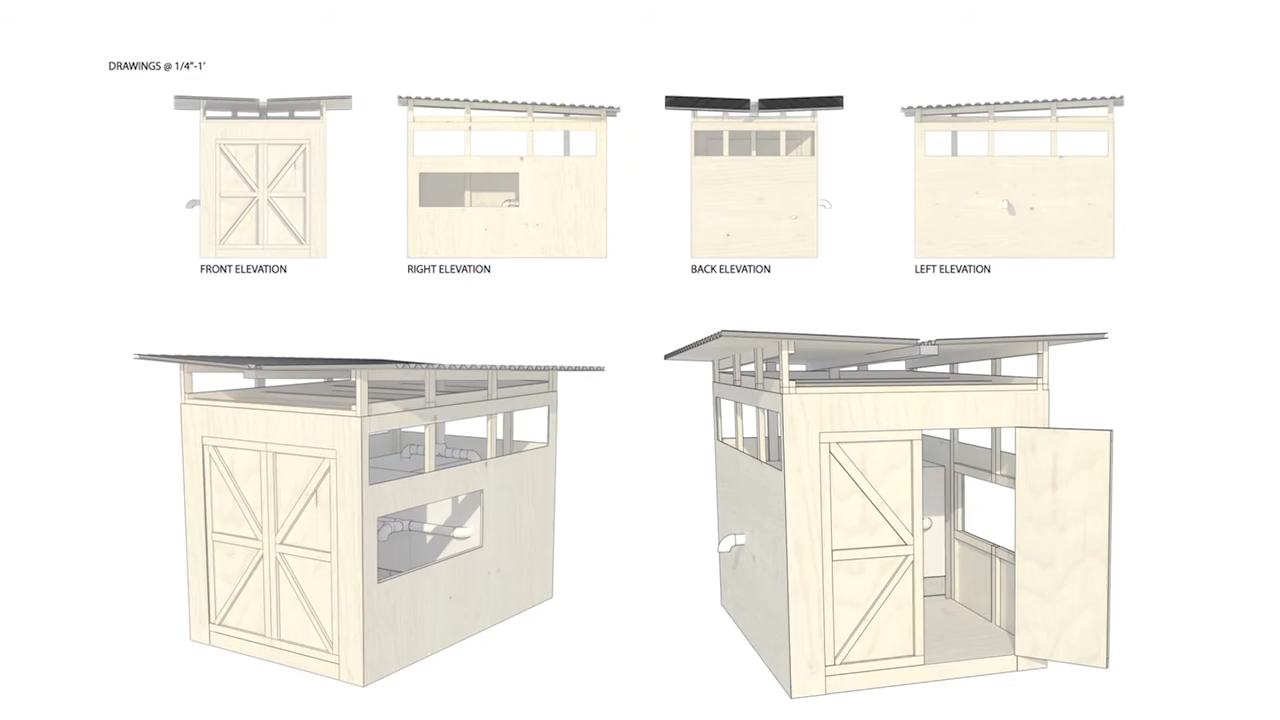 DRAWINGS @ 1/4"-1'
FRONT ELEVATION
RIGHT ELEVATION
BACK ELEVATION
LEFT ELEVATION